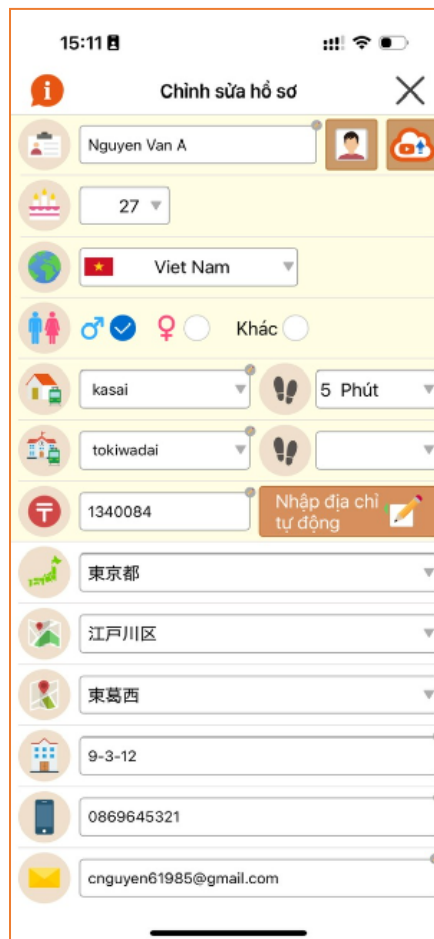 15:11
Chỉnh sửa hồ sơ
Nguyen Van A
27
Viet Nam
Khác
kasai
5 Phút
tokiwadai
1340084
Nhập địa chỉ
tự động
東京都
江戸川区
東葛西
9-3-12
0869645321
cnguyen61985@gmail.com